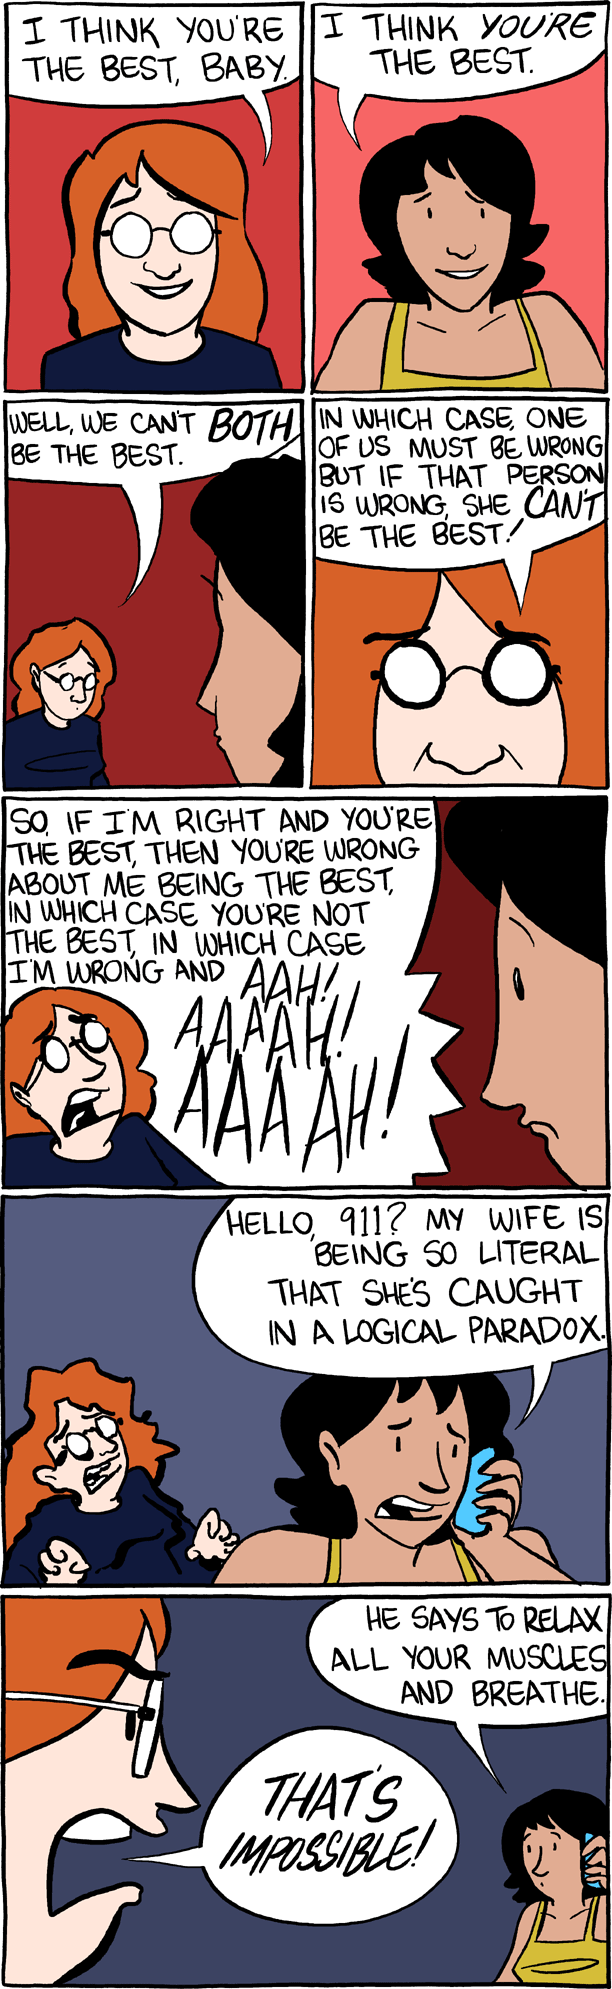 I THINK YOU'RE
THE BEST, BABY.
I THINK YOU'RE
THE BEST.
WELL, WE CAN'T BOTH
BE THE BEST.
IN WHICH CASE, ONE
OF US MUST BE WRONG
BUT IF THAT PERSON
IS WRONG, SHE CAN'T
BE THE BEST!
SO, IF I'M RIGHT AND YOU'RE
THE BEST, THEN YOU'RE WRONG
ABOUT ME BEING THE BEST,
IN WHICH CASE YOU'RE NOT
THE BEST, IN WHICH CASE
I'M WRONG AND AAH!
AAAAH!
AAAAH!
HELLO, 911? MY WIFE IS
BEING SO LITERAL
THAT SHE'S CAUGHT
IN A LOGICAL PARADOX.
HE SAYS TO RELAX
ALL YOUR MUSCLES
AND BREATHE.
THAT'S
IMPOSSIBLE!